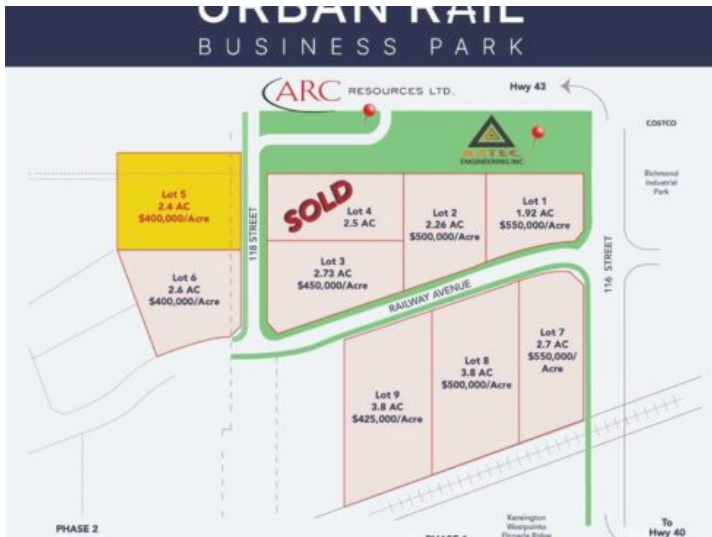 URBAN RAIL
BUSINESS PARK
ARC RESOURCES LTD.
Hwy 43
COSTCO
AZTEC
ENGINEERING INC.
Richmond
Industrial
Park
Lot 5
2.4 AC
$400,000/Acre
118 STREET
SOLD
Lot 4
2.5 AC
Lot 2
2.26 AC
$500,000/Acre
Lot 1
1.92 AC
$550,000/Acre
Lot 6
2.6 AC
$400,000/Acre
Lot 3
2.73 AC
$450,000/Acre
RAILWAY AVENUE
116 STREET
Lot 7
2.7 AC
$550,000/
Acre
Lot 8
3.8 AC
$500,000/Acre
Lot 9
3.8 AC
$425,000/Acre
PHASE 2
Kensington
Westpointe
To
Hwy 40